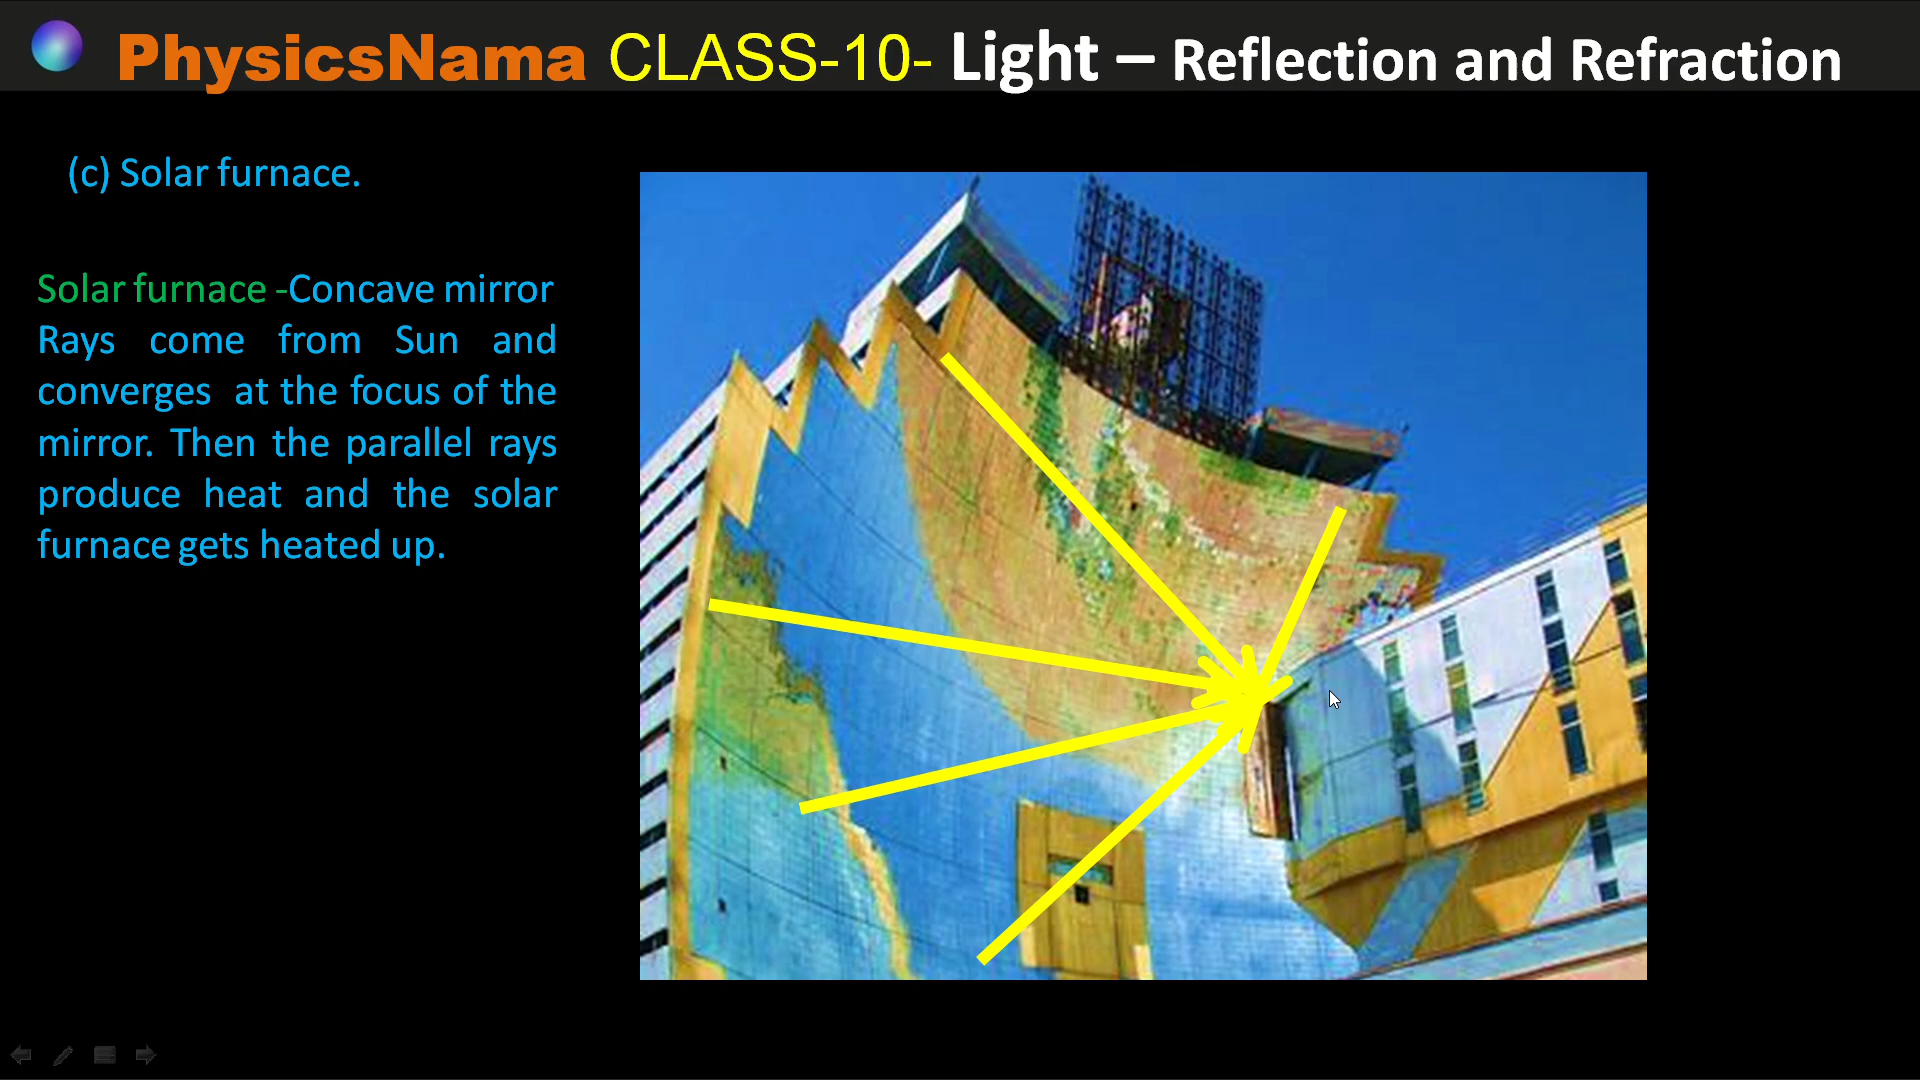 PhysicsNama CLASS-10- Light – Reflection and Refraction
(c) Solar furnace.
Solar furnace -Concave mirror
Rays come from Sun and
converges at the focus of the
mirror. Then the parallel rays
produce heat and the solar
furnace gets heated up.